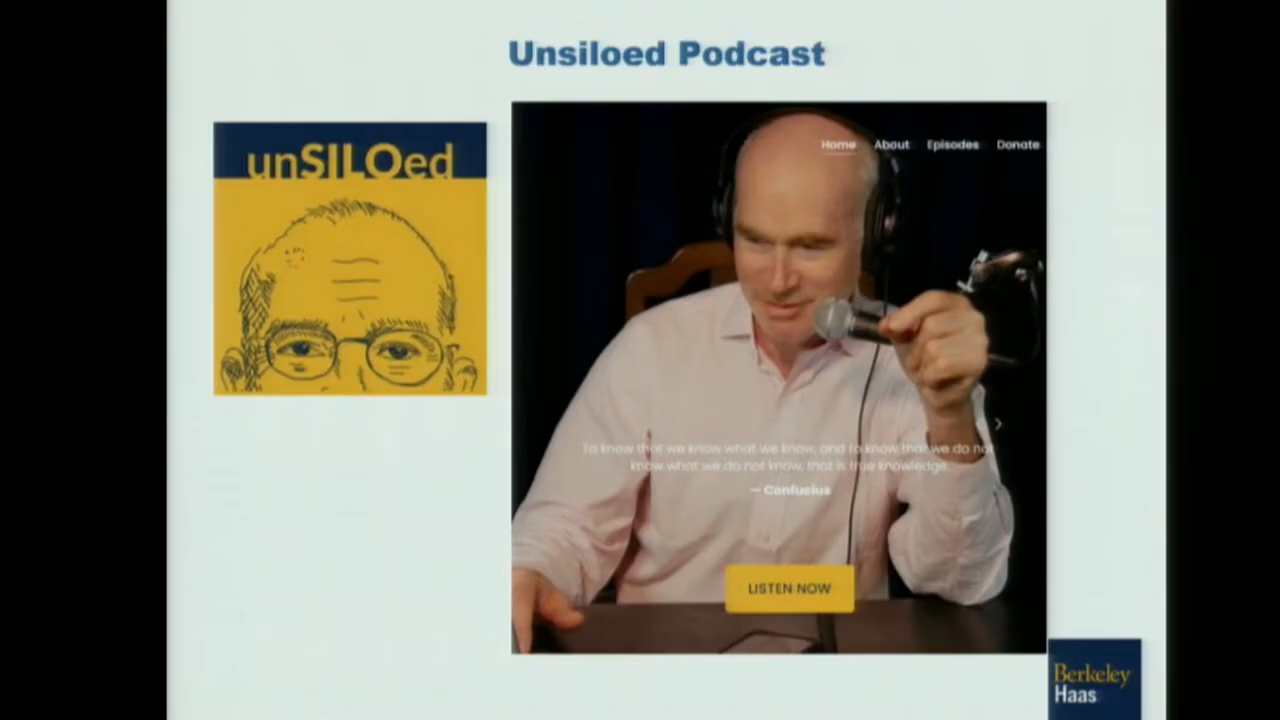 Unsiloed Podcast
unSILOed
Home About Episodes Donate
To know that we know what we know, and to know that we do not
know what we do not know, that is true knowledge.
— Confucius
LISTEN NOW
Berkeley
Haas